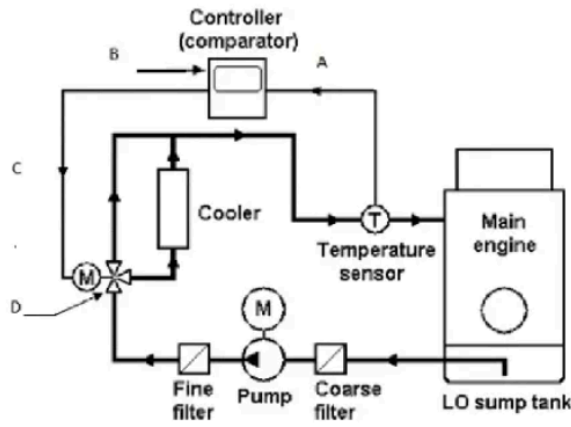 Controller
(comparator)
B
A
C
Cooler
T
Temperature
sensor
Main
engine
M
D
M
Fine
filter
Pump
Coarse
filter
LO sump tank